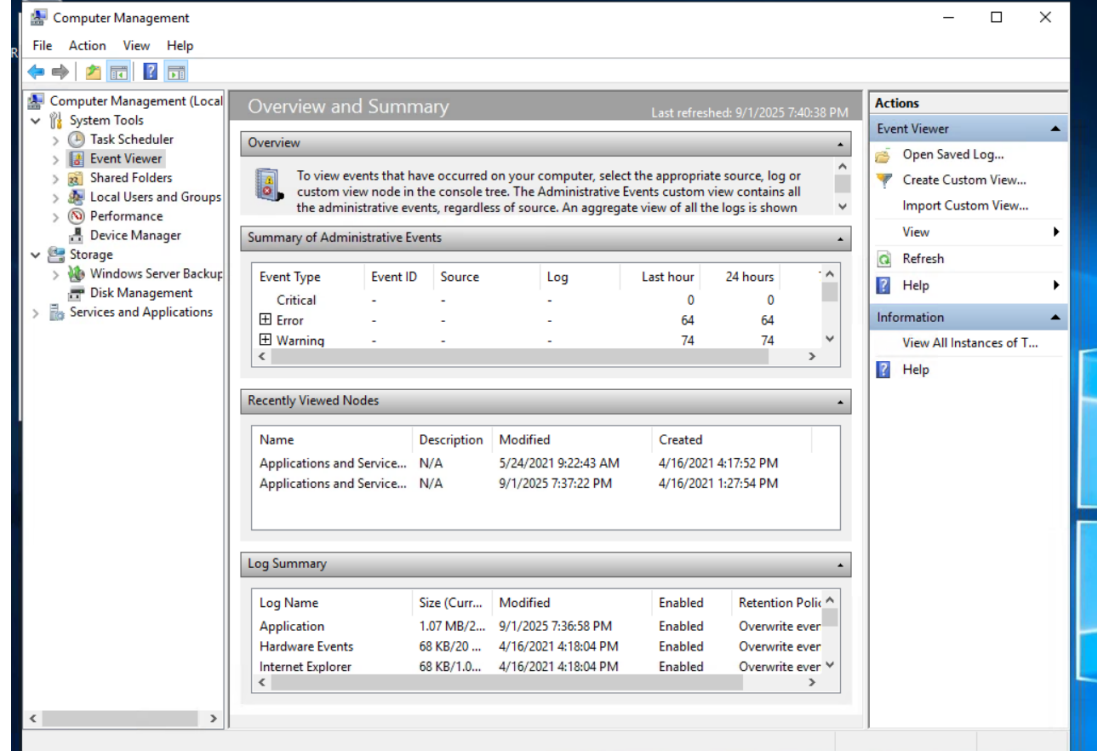 Computer Management
File Action View Help
Computer Management (Local
System Tools
Task Scheduler
Event Viewer
Shared Folders
Local Users and Groups
Performance
Device Manager
Storage
Windows Server Backup
Disk Management
Services and Applications
Overview and Summary
Last refreshed: 9/1/2025 7:40:38 PM
Overview
To view events that have occurred on your computer, select the appropriate source, log or
custom view node in the console tree. The Administrative Events custom view contains all
the administrative events, regardless of source. An aggregate view of all the logs is shown
Summary of Administrative Events
Event Type Event ID Source Log Last hour 24 hours
Critical - - - 0 0
Error - - - 64 64
Warning - - - 74 74
Recently Viewed Nodes
Name Description Modified Created
Applications and Service... N/A 5/24/2021 9:22:43 AM 4/16/2021 4:17:52 PM
Applications and Service... N/A 9/1/2025 7:37:22 PM 4/16/2021 1:27:54 PM
Log Summary
Log Name Size (Curr... Modified Enabled Retention Polic
Application 1.07 MB/2... 9/1/2025 7:36:58 PM Enabled Overwrite ever
Hardware Events 68 KB/20 ... 4/16/2021 4:18:04 PM Enabled Overwrite ever
Internet Explorer 68 KB/1.0... 4/16/2021 4:18:04 PM Enabled Overwrite ever
Actions
Event Viewer
Open Saved Log...
Create Custom View...
Import Custom View...
View
Refresh
Help
Information
View All Instances of T...
Help